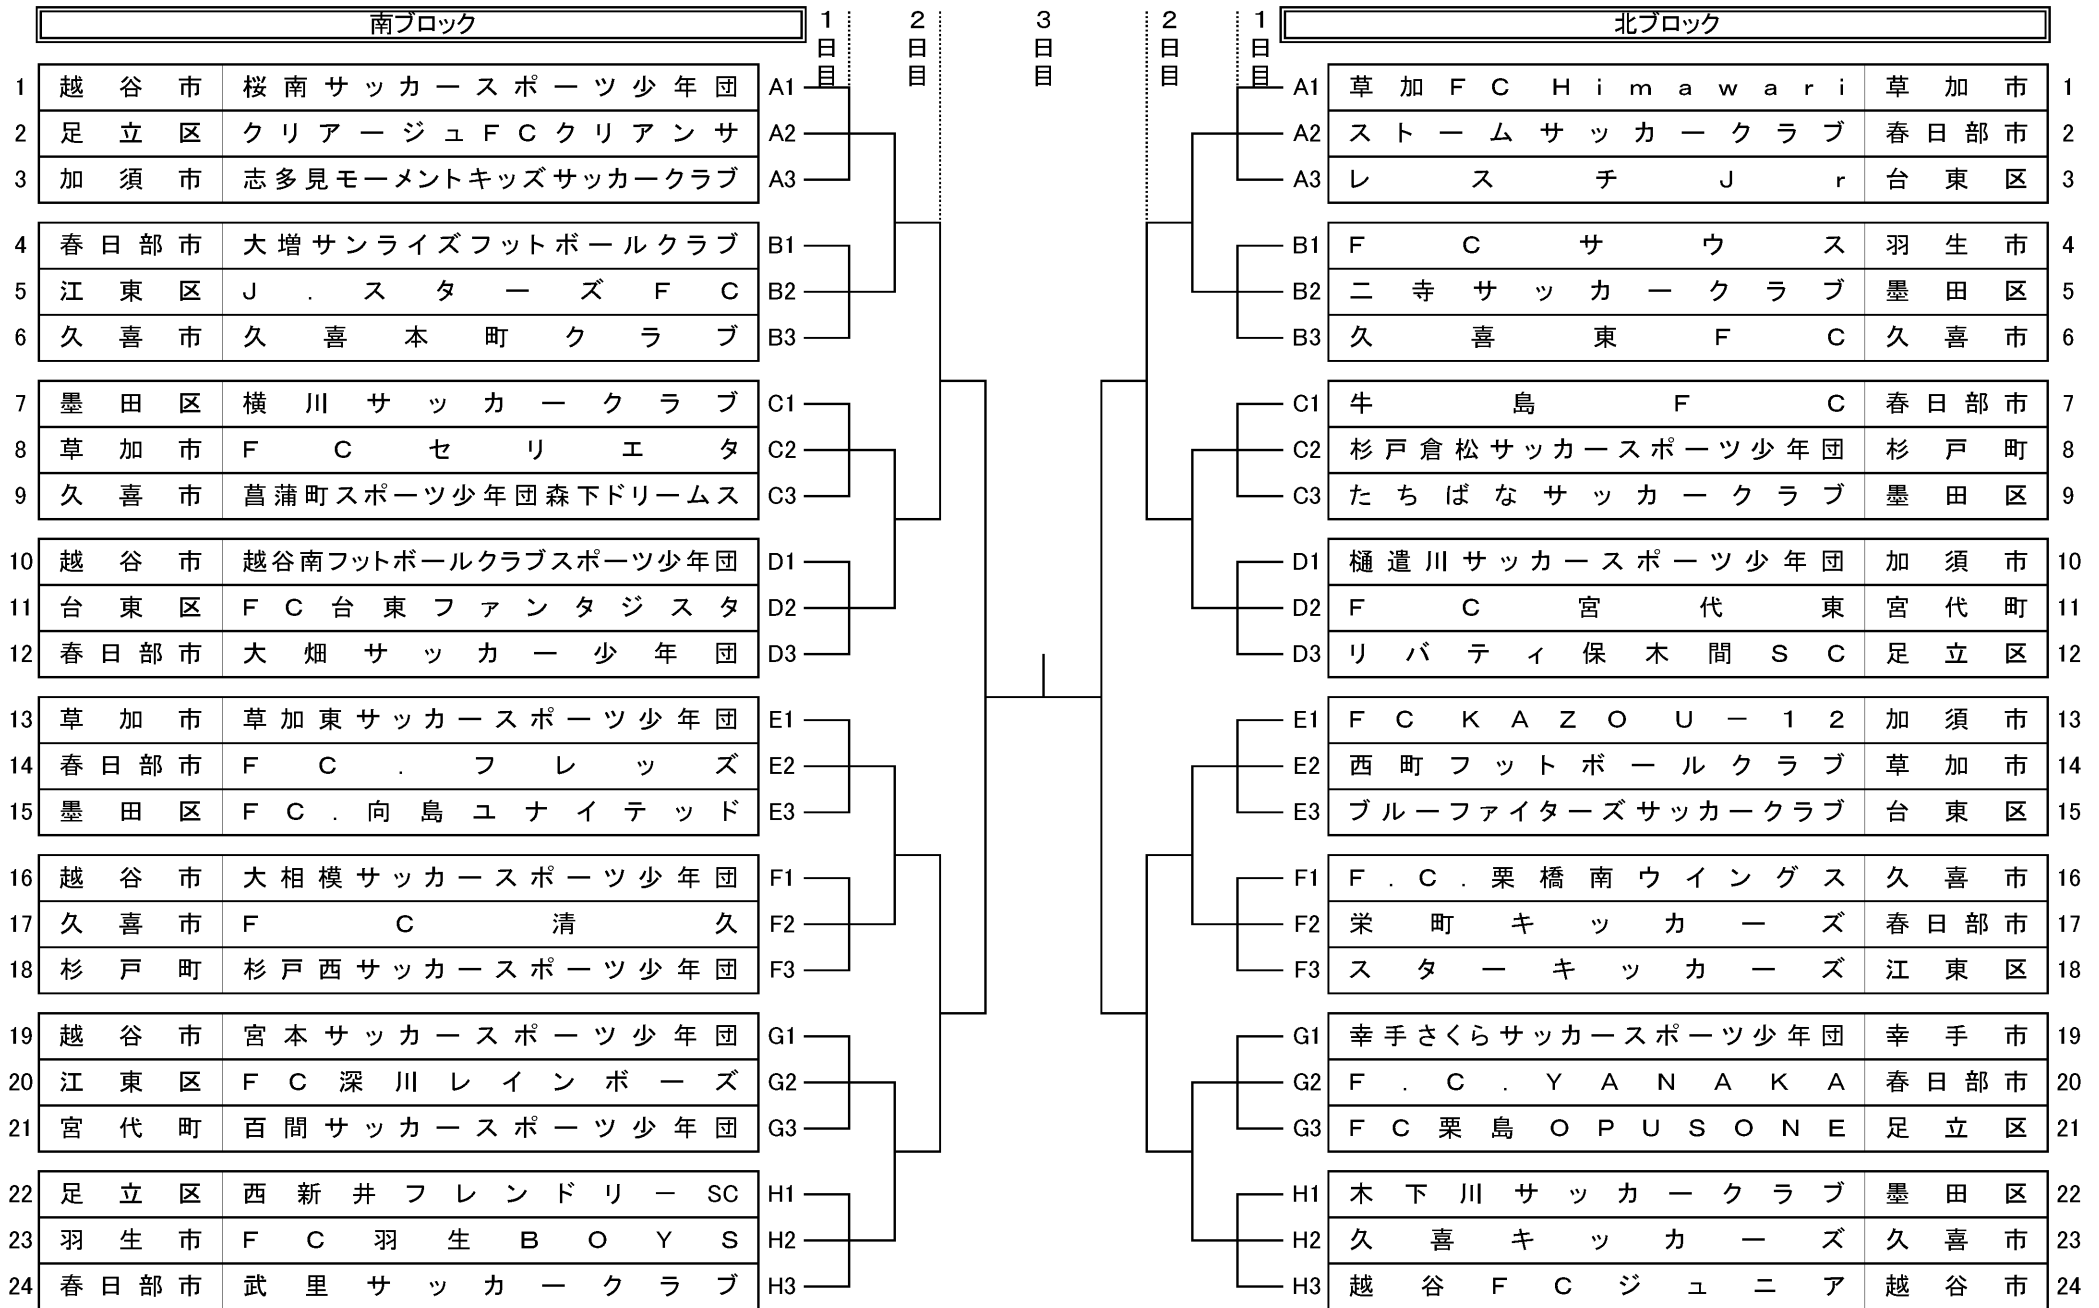 南ブロック 1日目 2日目 3日目 2日目 1日目 北ブロック
1 越谷市 桜南サッカースポーツ少年団 A1 A1 草加FCHimawari 草加市 1
2 足立区 クリアージュFCクリアンサ A2 A2 ストームサッカークラブ 春日部市 2
3 加須市 志多見モーメントキッズサッカークラブ A3 A3 レスチJr 台東区 3
4 春日部市 大増サンライズフットボールクラブ B1 B1 FCサウス 羽生市 4
5 江東区 J.スターズFC B2 B2 二寺サッカークラブ 墨田区 5
6 久喜市 久喜本町クラブ B3 B3 久喜東FC 久喜市 6
7 墨田区 横川サッカークラブ C1 C1 牛島FC 春日部市 7
8 草加市 FCセリエタ C2 C2 杉戸倉松サッカースポーツ少年団 杉戸町 8
9 久喜市 菖蒲町スポーツ少年団森下ドリームス C3 C3 たちばなサッカークラブ 墨田区 9
10 越谷市 越谷南フットボールクラブスポーツ少年団 D1 D1 樋遣川サッカースポーツ少年団 加須市 10
11 台東区 FC台東ファンタジスタ D2 D2 FC宮代東 宮代町 11
12 春日部市 大畑サッカー少年団 D3 D3 リバティ保木間SC 足立区 12
13 草加市 草加東サッカースポーツ少年団 E1 E1 FCKAZOU－12 加須市 13
14 春日部市 FC.フレッズ E2 E2 西町フットボールクラブ 草加市 14
15 墨田区 FC.向島ユナイテッド E3 E3 ブルーファイターズサッカークラブ 台東区 15
16 越谷市 大相模サッカースポーツ少年団 F1 F1 F.C.栗橋南ウイングス 久喜市 16
17 久喜市 FC清久 F2 F2 栄町キッカーズ 春日部市 17
18 杉戸町 杉戸西サッカースポーツ少年団 F3 F3 スターキッカーズ 江東区 18
19 越谷市 宮本サッカースポーツ少年団 G1 G1 幸手さくらサッカースポーツ少年団 幸手市 19
20 江東区 FC深川レインボーズ G2 G2 F.C.YANAKA 春日部市 20
21 宮代町 百間サッカースポーツ少年団 G3 G3 FC栗島OPUSONE 足立区 21
22 足立区 西新井フレンドリーSC H1 H1 木下川サッカークラブ 墨田区 22
23 羽生市 FC羽生BOYS H2 H2 久喜キッカーズ 久喜市 23
24 春日部市 武里サッカークラブ H3 H3 越谷FCジュニア 越谷市 24